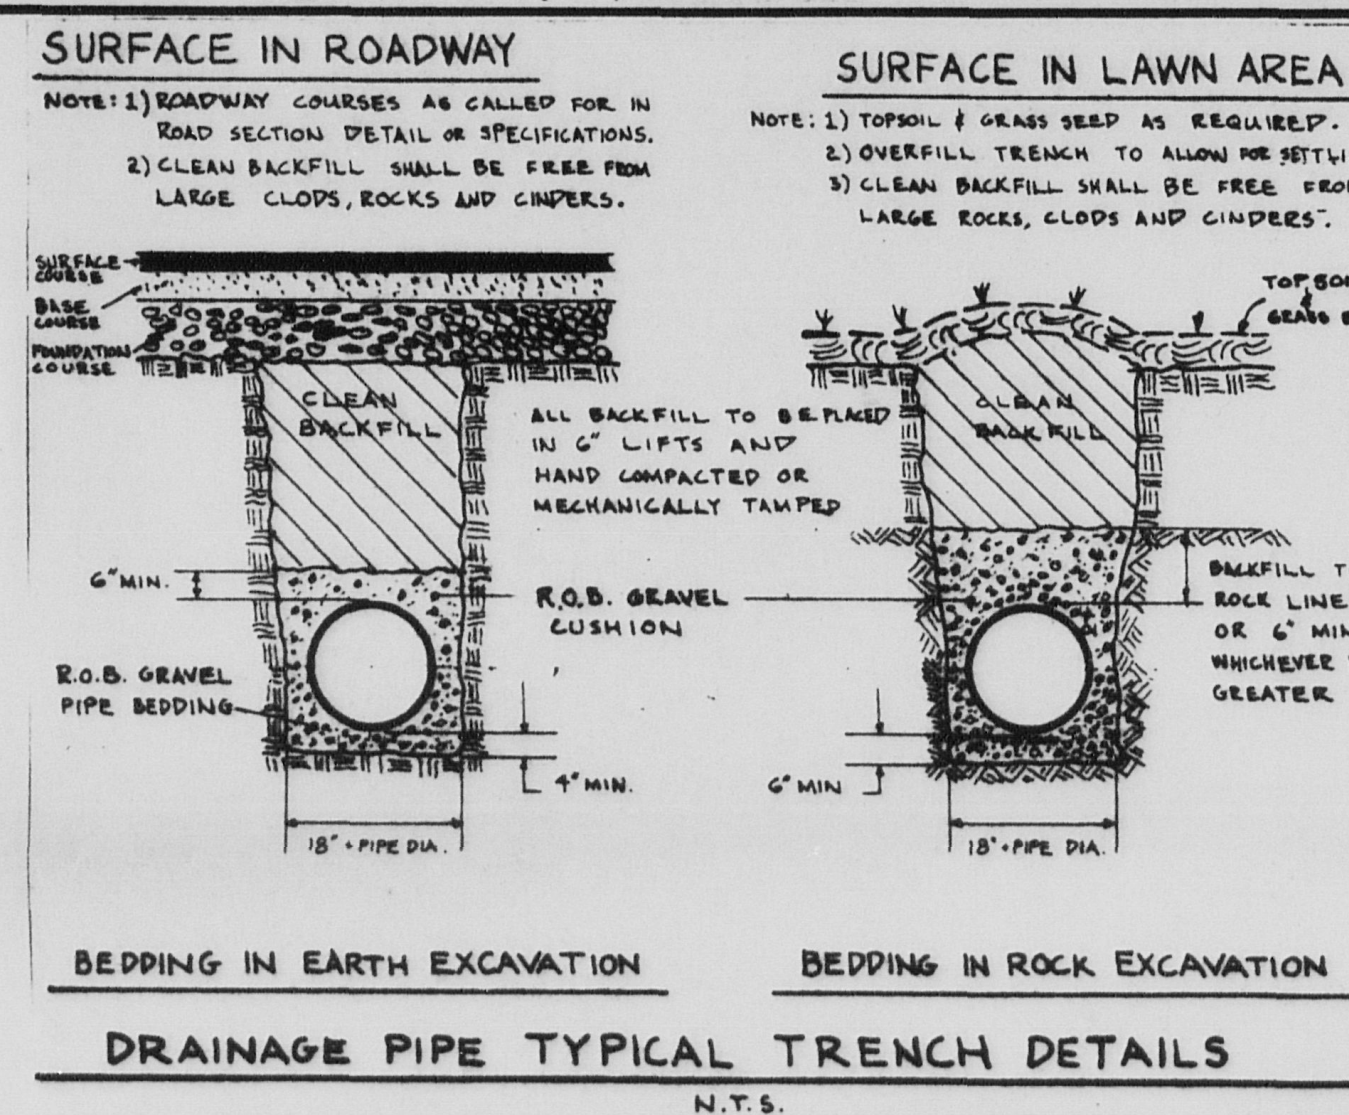 SURFACE IN ROADWAY
NOTE: 1) ROADWAY COURSES AS CALLED FOR IN
ROAD SECTION DETAIL OR SPECIFICATIONS.
2) CLEAN BACKFILL SHALL BE FREE FROM
LARGE CLODS, ROCKS AND CINDERS.
SURFACE
COURSE
BASE
COURSE
FOUNDATION
COURSE
CLEAN
BACKFILL
6" MIN.
R.O.B. GRAVEL
PIPE BEDDING
4" MIN.
18" + PIPE DIA.
BEDDING IN EARTH EXCAVATION
ALL BACKFILL TO BE PLACED
IN 6" LIFTS AND
HAND COMPACTED OR
MECHANICALLY TAMPED
R.O.B. GRAVEL
CUSHION
SURFACE IN LAWN AREA
NOTE: 1) TOPSOIL & GRASS SEED AS REQUIRED.
2) OVERFILL TRENCH TO ALLOW FOR
3) CLEAN BACKFILL SHALL BE FREE
LARGE ROCKS, CLODS AND CINDERS.
TOP
&
GRASS
CLEAN
BACKFILL
BACKFILL
ROCK LINE
OR 6"
WHICHEVER
GREATER
6" MIN
18" + PIPE DIA.
BEDDING IN ROCK EXCAVATION
DRAINAGE PIPE TYPICAL TRENCH DETAILS
N.T.S.